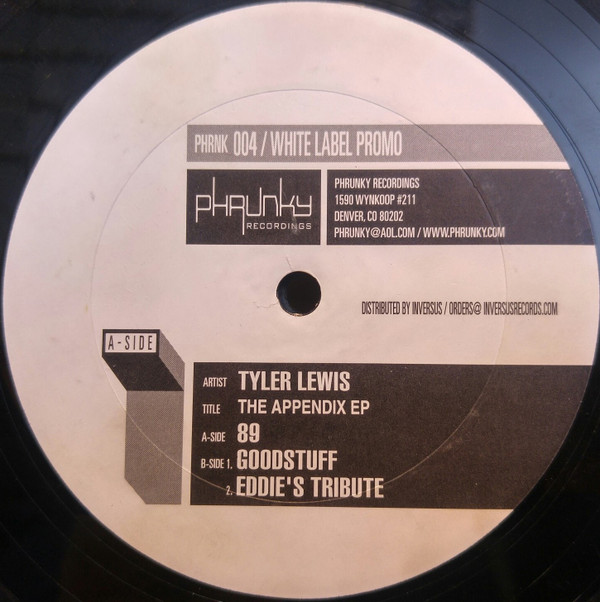 PHRNK 004 / WHITE LABEL PROMO
phrunky
RECORDINGS
PHRUNKY RECORDINGS
1590 WYNKOOP #211
DENVER, CO 80202
PHRUNKY@AOL.COM / WWW.PHRUNKY.COM
DISTRIBUTED BY INVERSUS / ORDERS@ INVERSUSRECORDS.COM
A-SIDE
ARTIST TYLER LEWIS
TITLE THE APPENDIX EP
A-SIDE 89
B-SIDE 1. GOODSTUFF
2. EDDIE'S TRIBUTE